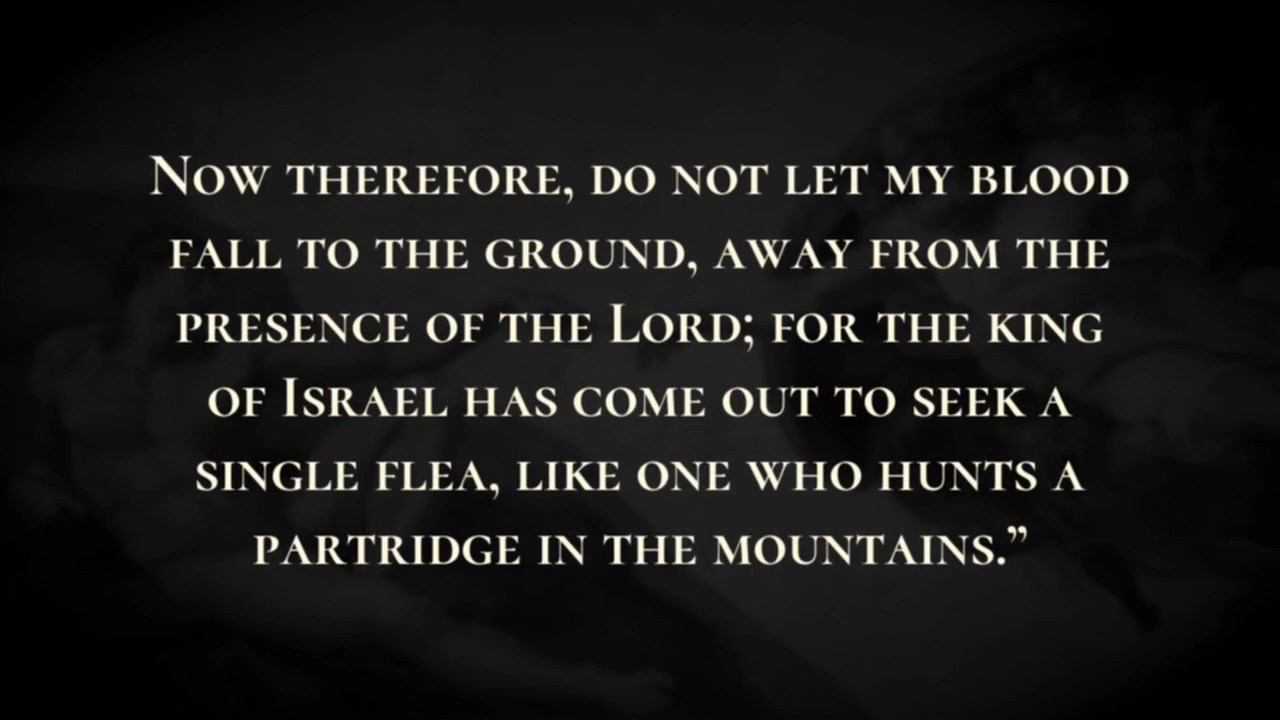 Now therefore, do not let my blood
fall to the ground, away from the
presence of the Lord; for the king
of Israel has come out to seek a
single flea, like one who hunts a
partridge in the mountains.”